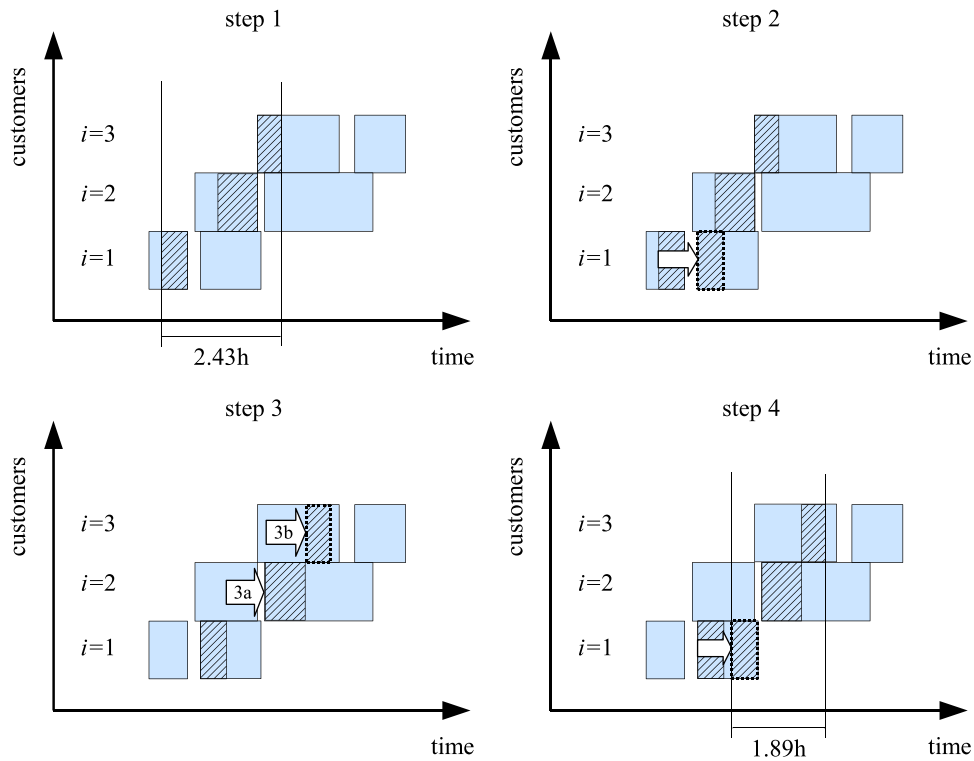 step 1
customers
i=3
i=2
i=1
2.43h
time
step 2
customers
i=3
i=2
i=1
time
step 3
customers
i=3
3b
i=2
3a
i=1
time
step 4
customers
i=3
i=2
i=1
1.89h
time